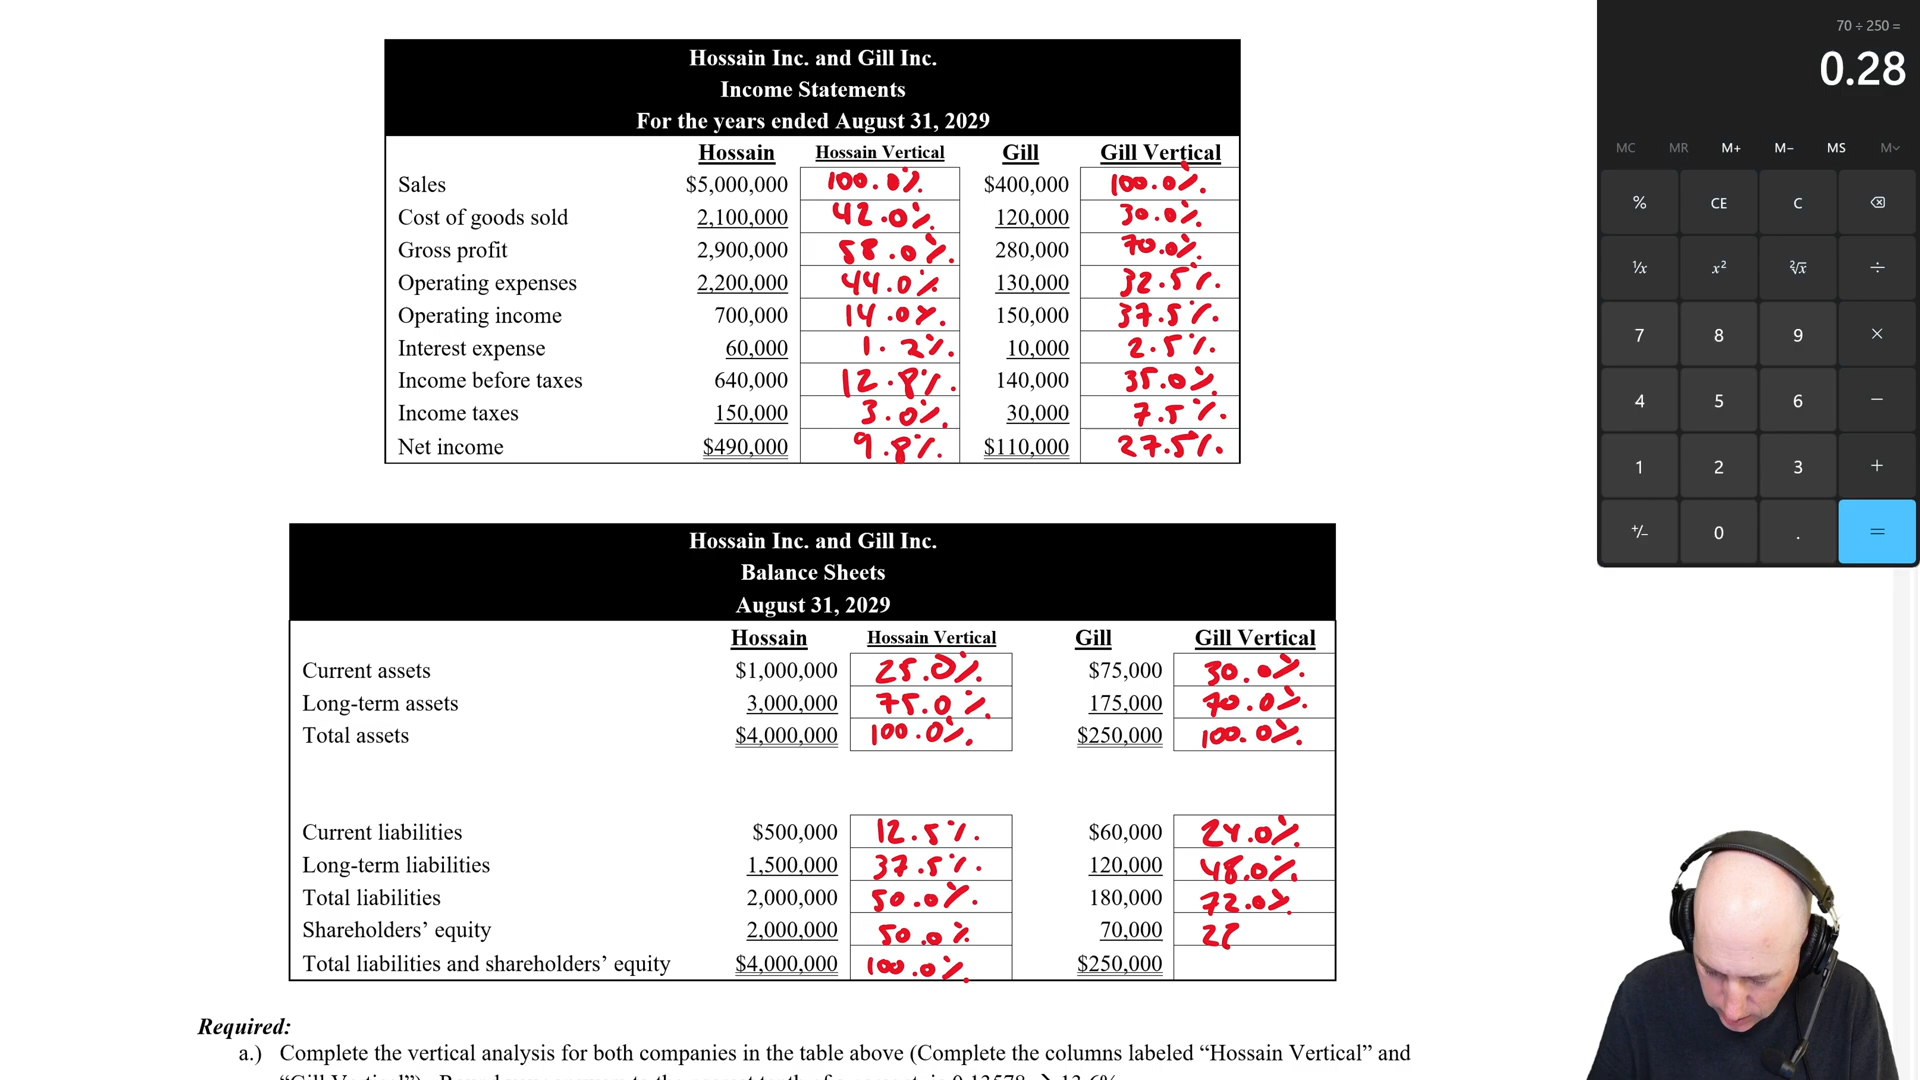 Hossain Inc. and Gill Inc.
Income Statements
For the years ended August 31, 2029
Hossain Hossain Vertical Gill Gill Vertical
Sales $5,000,000 100.0% $400,000 100.0%
Cost of goods sold 2,100,000 42.0% 120,000 30.0%
Gross profit 2,900,000 58.0% 280,000 70.0%
Operating expenses 2,200,000 44.0% 130,000 32.5%
Operating income 700,000 14.0% 150,000 37.5%
Interest expense 60,000 1.2% 10,000 2.5%
Income before taxes 640,000 12.8% 140,000 35.0%
Income taxes 150,000 3.0% 30,000 7.5%
Net income $490,000 9.8% $110,000 27.5%
Hossain Inc. and Gill Inc.
Balance Sheets
August 31, 2029
Hossain Hossain Vertical Gill Gill Vertical
Current assets $1,000,000 25.0% $75,000 30.0%
Long-term assets 3,000,000 75.0% 175,000 70.0%
Total assets $4,000,000 100.0% $250,000 100.0%
Current liabilities $500,000 12.5% $60,000 24.0%
Long-term liabilities 1,500,000 37.5% 120,000 48.0%
Total liabilities 2,000,000 50.0% 180,000 72.0%
Shareholders’ equity 2,000,000 50.0% 70,000 28
Total liabilities and shareholders’ equity $4,000,000 100.0% $250,000
Required:
a.) Complete the vertical analysis for both companies in the table above (Complete the columns labeled “Hossain Vertical” and
70 ÷ 250 =
0.28
MC MR M+ M− MS M˅
% CE C ⌫
¹/x x² ²√x ÷
7 8 9 ×
4 5 6 −
1 2 3 +
+/− 0 . =